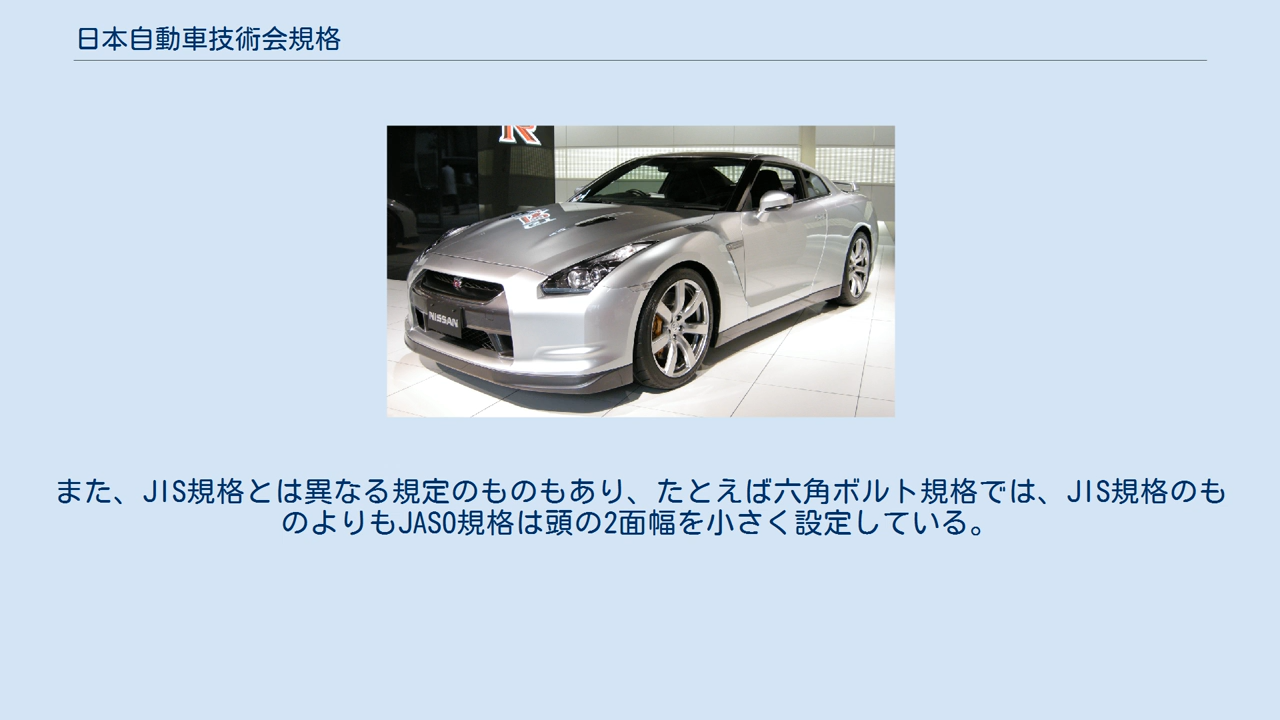 日本自動車技術会規格
R
NISSAN
また、JIS規格とは異なる規定のものもあり、たとえば六角ボルト規格では、JIS規格のも
のよりもJASO規格は頭の2面幅を小さく設定している。